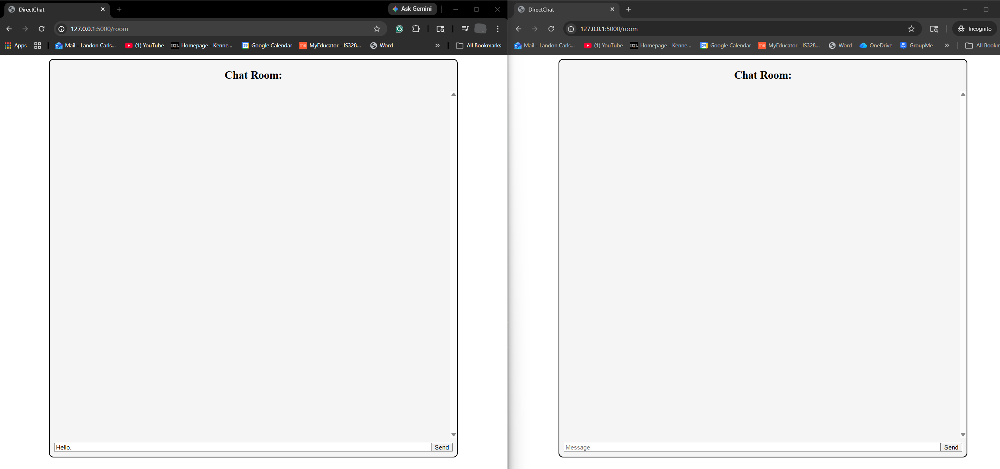 DirectChat
Ask Gemini
127.0.0.1:5000/room
Apps
Mail - Landon Carls...
(1) YouTube
D2L Homepage - Kenne...
29 Google Calendar
me MyEducator - IS328...
Word
All Bookmarks
Chat Room:
Hello.
Send
DirectChat
127.0.0.1:5000/room
Incognito
Mail - Landon Carls...
(1) YouTube
D2L Homepage - Kenne...
29 Google Calendar
me MyEducator - IS328...
Word
OneDrive
GroupMe
All Bookm
Chat Room:
Message
Send